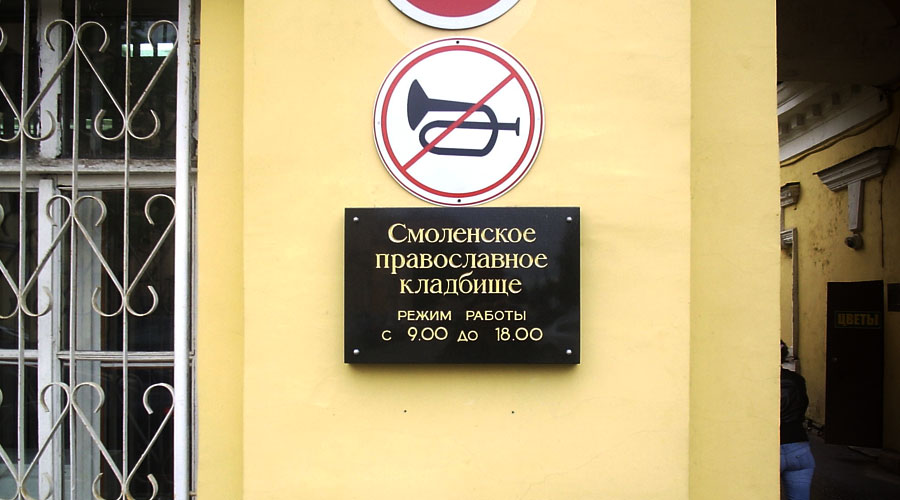 Смоленское
православное
кладбище
РЕЖИМ РАБОТЫ
с 9.00 до 18.00
ЦВЕТЫ